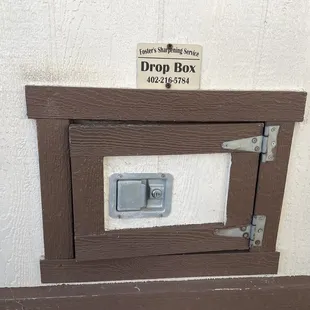 Foster's Sharpening Service
Drop Box
402-216-5784